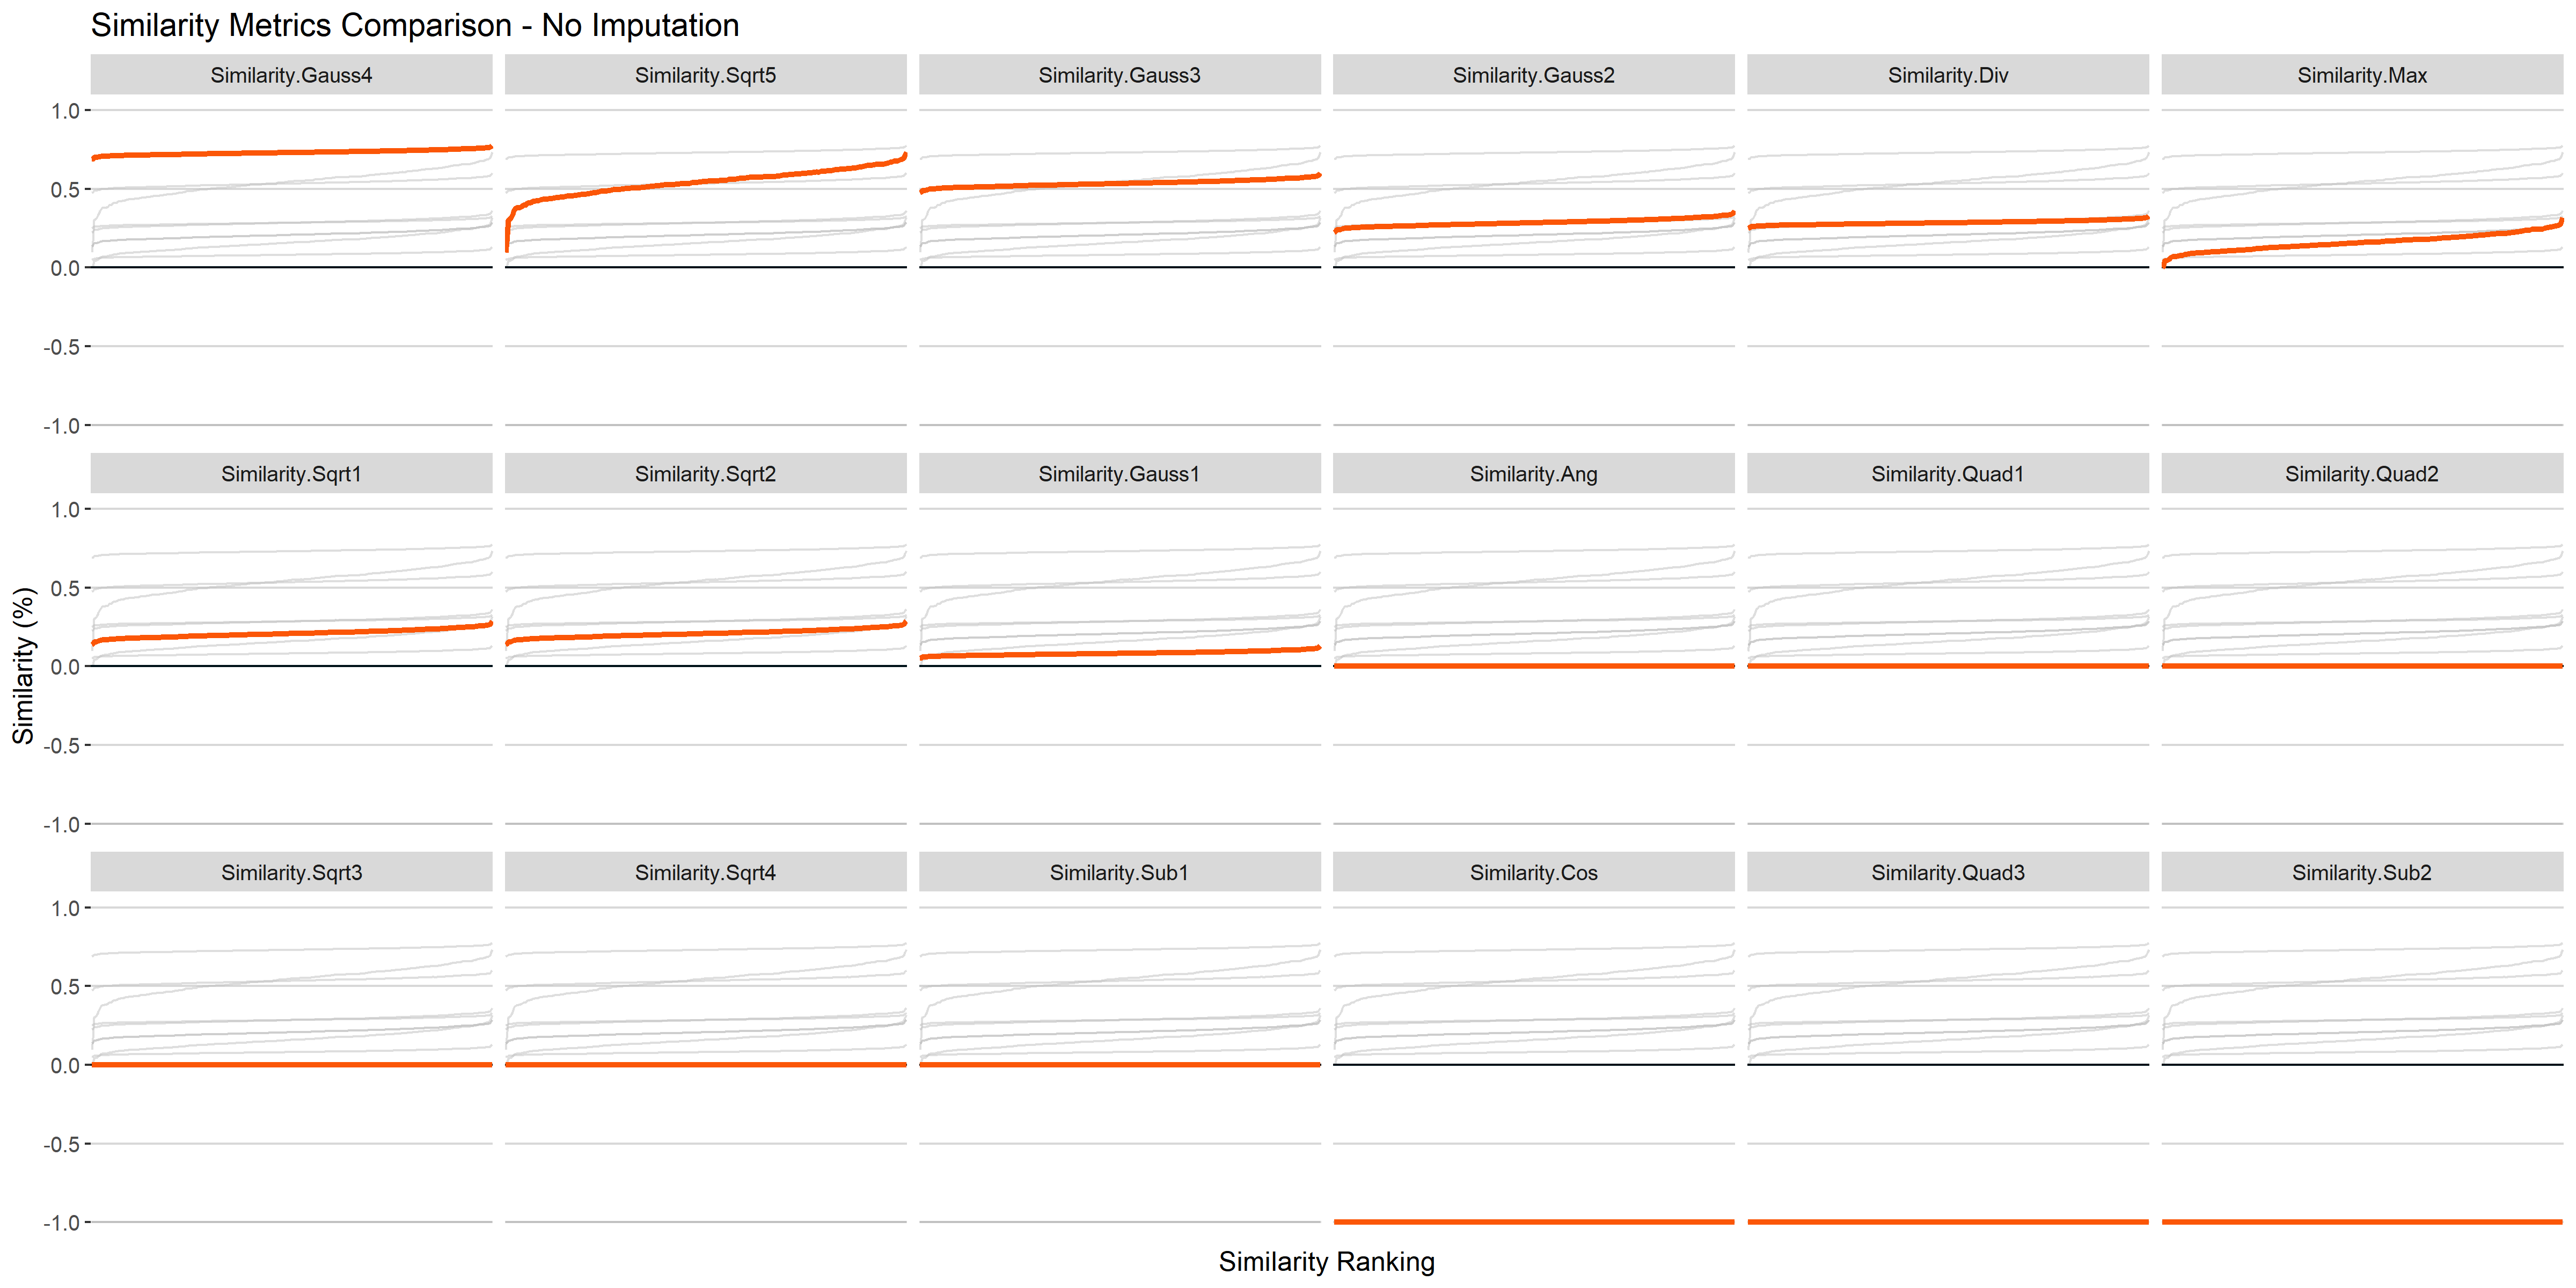 Similarity Metrics Comparison - No Imputation
Similarity.Gauss4 Similarity.Sqrt5 Similarity.Gauss3 Similarity.Gauss2 Similarity.Div Similarity.Max
1.0
0.5
0.0
-0.5
-1.0
Similarity.Sqrt1 Similarity.Sqrt2 Similarity.Gauss1 Similarity.Ang Similarity.Quad1 Similarity.Quad2
1.0
0.5
0.0
-0.5
-1.0
Similarity (%)
Similarity.Sqrt3 Similarity.Sqrt4 Similarity.Sub1 Similarity.Cos Similarity.Quad3 Similarity.Sub2
1.0
0.5
0.0
-0.5
-1.0
Similarity Ranking